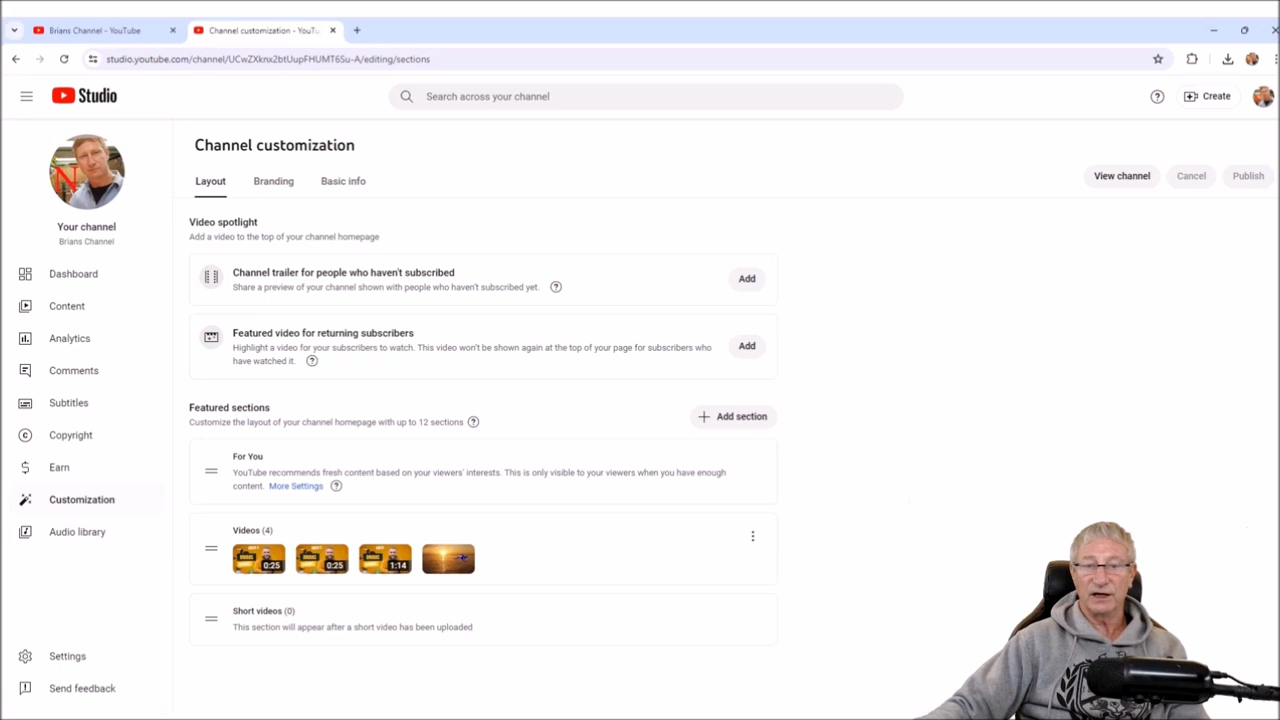 Brians Channel - YouTube
Channel customization - YouTu
studio.youtube.com/channel/UCwZXknx2btUupFHUMT6Su-A/editing/sections
Studio
Search across your channel
Create
Channel customization
Layout
Branding
Basic info
View channel
Cancel
Publish
N
Your channel
Brians Channel
Dashboard
Content
Analytics
Comments
Subtitles
Copyright
Earn
Customization
Audio library
Settings
Send feedback
Video spotlight
Add a video to the top of your channel homepage
Channel trailer for people who haven't subscribed
Share a preview of your channel shown with people who haven't subscribed yet.
Add
Featured video for returning subscribers
Highlight a video for your subscribers to watch. This video won't be shown again at the top of your page for subscribers who
have watched it.
Add
Featured sections
Customize the layout of your channel homepage with up to 12 sections
Add section
For You
YouTube recommends fresh content based on your viewers' interests. This is only visible to your viewers when you have enough
content. More Settings
Videos (4)
0:25
0:25
1:14
Short videos (0)
This section will appear after a short video has been uploaded